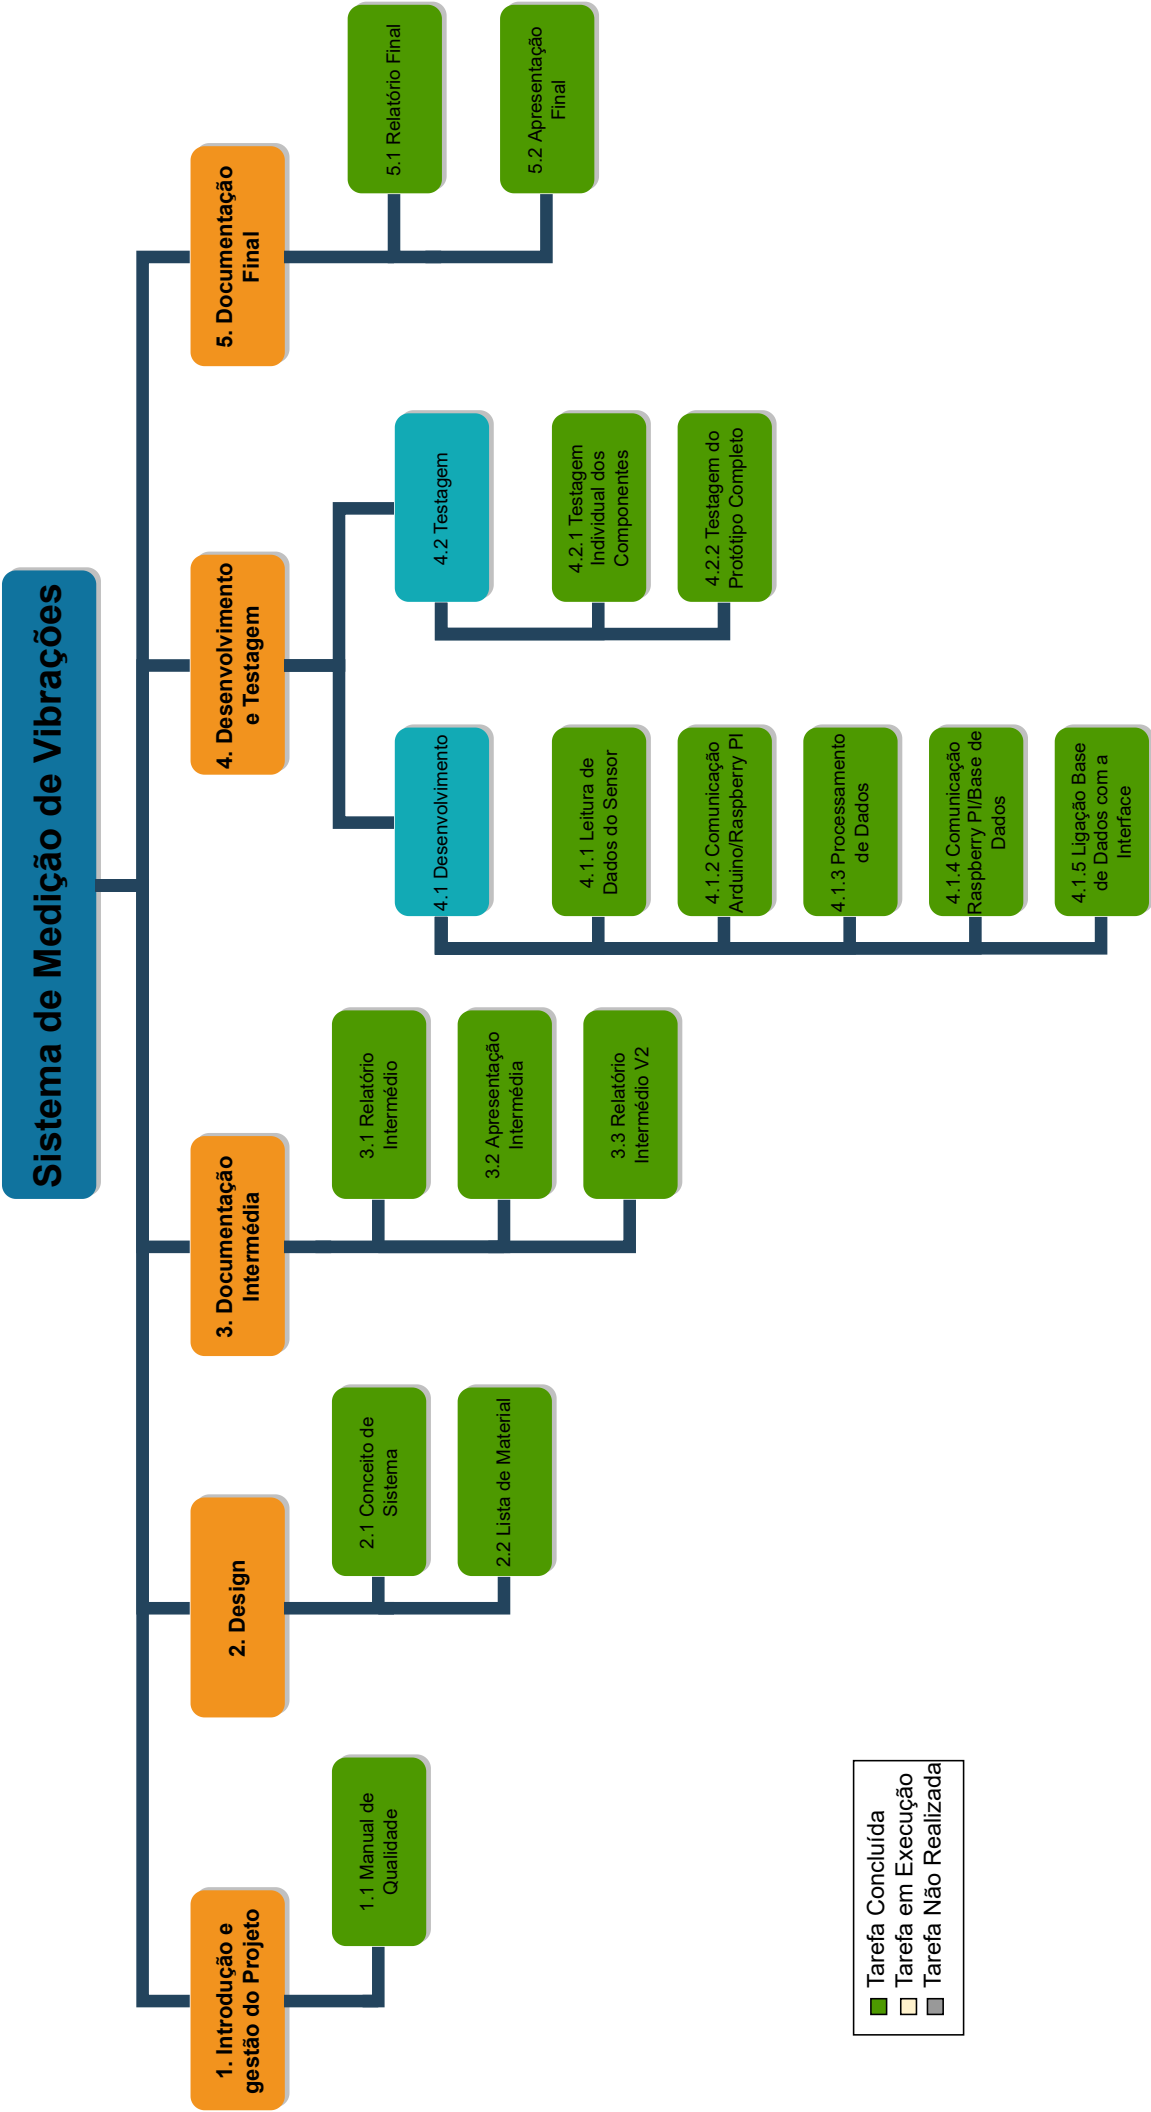 Sistema de Medição de Vibrações
1. Introdução e
gestão do Projeto
1.1 Manual de
Qualidade
2. Design
2.1 Conceito de
Sistema
2.2 Lista de Material
3. Documentação
Intermédia
3.1 Relatório
Intermédio
3.2 Apresentação
Intermédia
3.3 Relatório
Intermédio V2
4. Desenvolvimento
e Testagem
4.1 Desenvolvimento
4.1.1 Leitura de
Dados do Sensor
4.1.2 Comunicação
Arduino/Raspberry PI
4.1.3 Processamento
de Dados
4.1.4 Comunicação
Raspberry PI/Base de
Dados
4.1.5 Ligação Base
de Dados com a
Interface
4.2 Testagem
4.2.1 Testagem
Individual dos
Componentes
4.2.2 Testagem do
Protótipo Completo
5. Documentação
Final
5.1 Relatório Final
5.2 Apresentação
Final
Tarefa Concluída
Tarefa em Execução
Tarefa Não Realizada